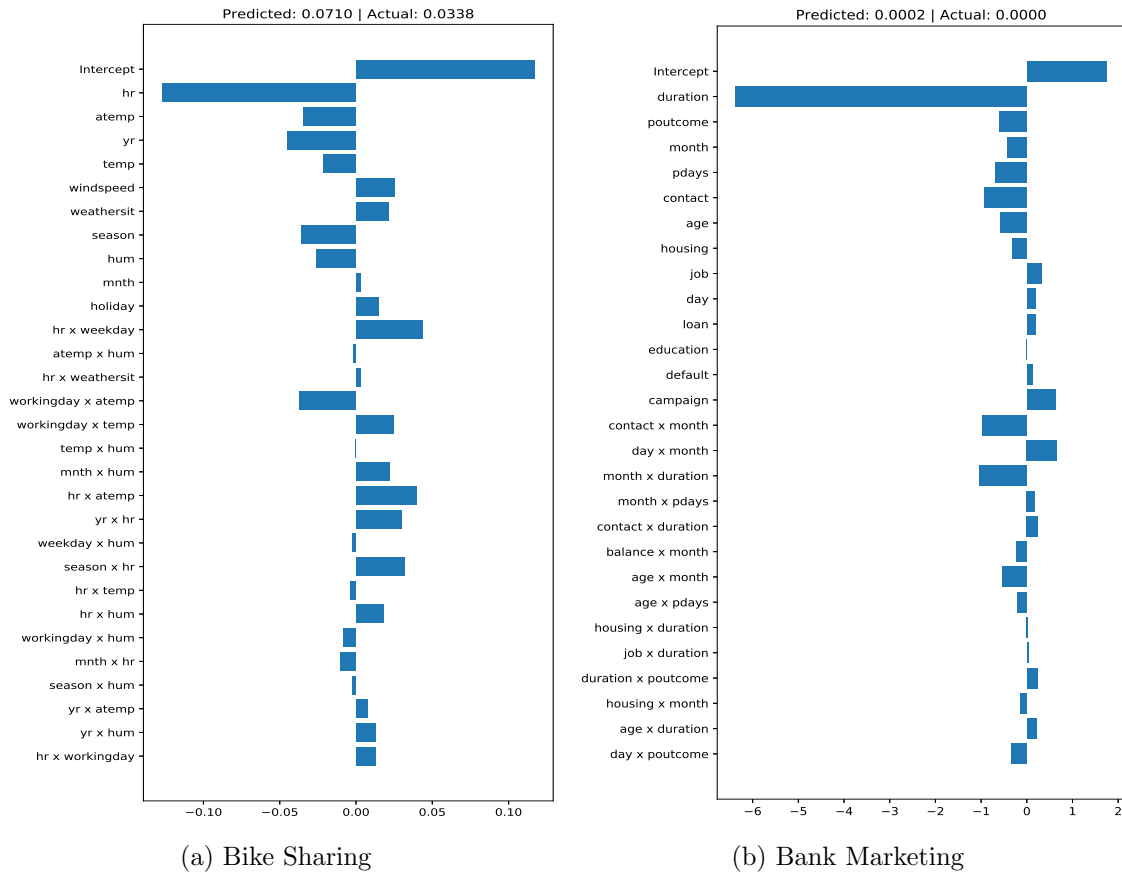 Predicted: 0.0710 | Actual: 0.0338
Intercept
hr
atemp
yr
temp
windspeed
weathersit
season
hum
mnth
holiday
hr x weekday
atemp x hum
hr x weathersit
workingday x atemp
workingday x temp
temp x hum
mnth x hum
hr x atemp
yr x hr
weekday x hum
season x hr
hr x temp
hr x hum
workingday x hum
mnth x hr
season x hum
yr x atemp
yr x hum
hr x workingday
−0.10 −0.05 0.00 0.05 0.10
(a) Bike Sharing
Predicted: 0.0002 | Actual: 0.0000
Intercept
duration
poutcome
month
pdays
contact
age
housing
job
day
loan
education
default
campaign
contact x month
day x month
month x duration
month x pdays
contact x duration
balance x month
age x month
age x pdays
housing x duration
job x duration
duration x poutcome
housing x month
age x duration
day x poutcome
−6 −5 −4 −3 −2 −1 0 1 2
(b) Bank Marketing